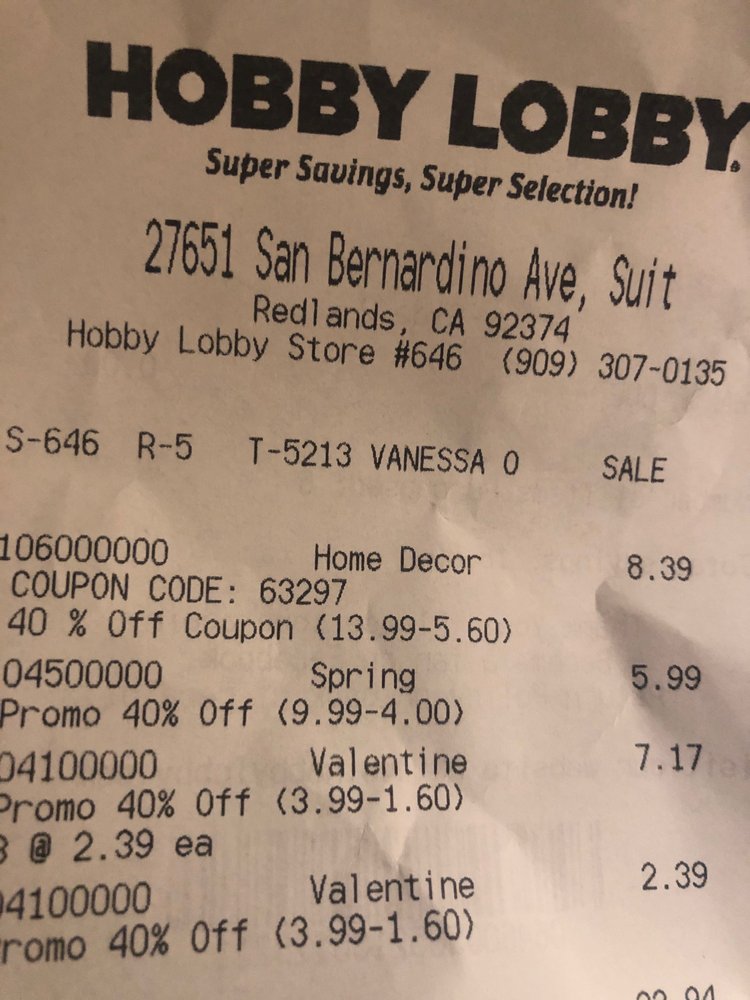 HOBBY LOBBY
Super Savings, Super Selection!
27651 San Bernardino Ave, Suit
Redlands, CA 92374
Hobby Lobby Store #646 (909) 307-0135
S-646 R-5 T-5213 VANESSA O SALE
106000000 Home Decor 8.39
COUPON CODE: 63297
40 % Off Coupon (13.99-5.60)
04500000 Spring 5.99
Promo 40% Off (9.99-4.00)
04100000 Valentine 7.17
Promo 40% Off (3.99-1.60)
3 @ 2.39 ea
04100000 Valentine 2.39
romo 40% Off (3.99-1.60)